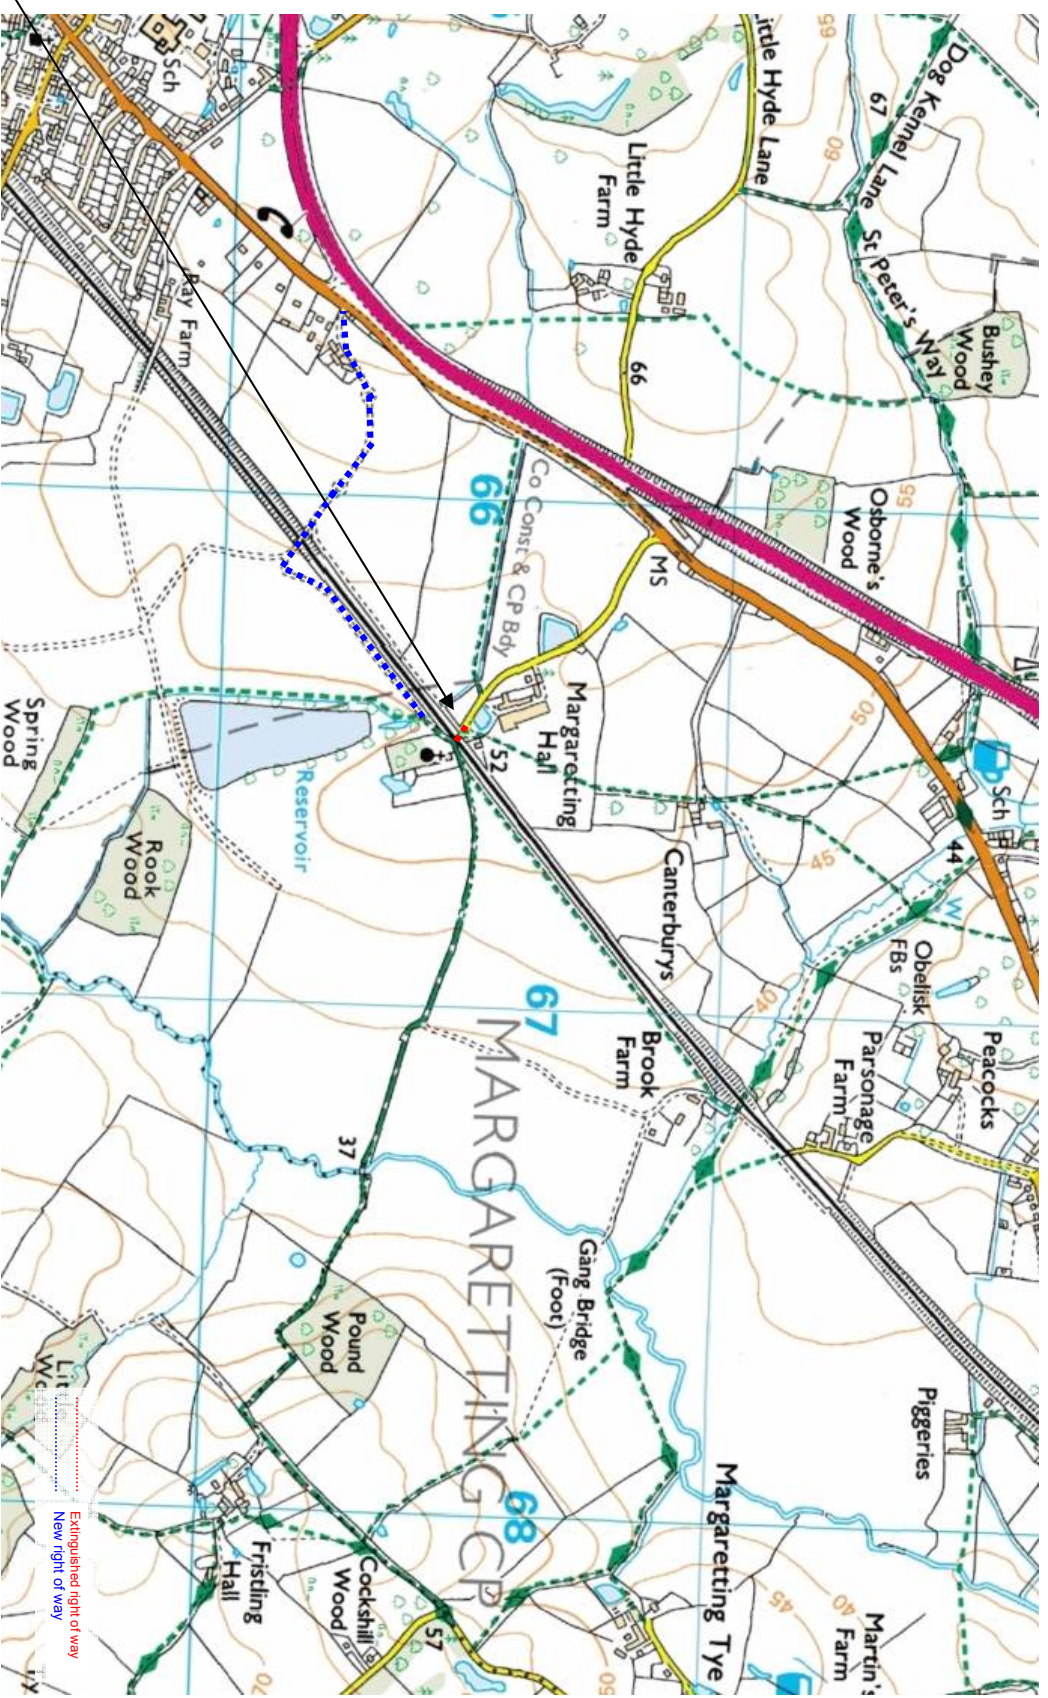 Sch
Ray Farm
Little Hyde Lane
Little Hyde
Farm
Dog Kennel Lane
St Peter's Way
67
65
60
Bushey
Wood
66
55
Osborne's
Wood
66
Co Const & CP Bdy
MS
50
Margaretting
Hall
52
Sch
44
45
W
Canterburys
Obelisk
FBs
40
Peacocks
Parsonage
Farm
Brook
Farm
67
MARGARETTING CP
Spring
Wood
Reservoir
Rook
Wood
37
Gang Bridge
(Foot)
Pound
Wood
Piggeries
68
Margaretting Tye
Fristling
Hall
Cockshill
Wood
57
45
40
Martin's
Farm
50
Extinguished right of way
New right of way